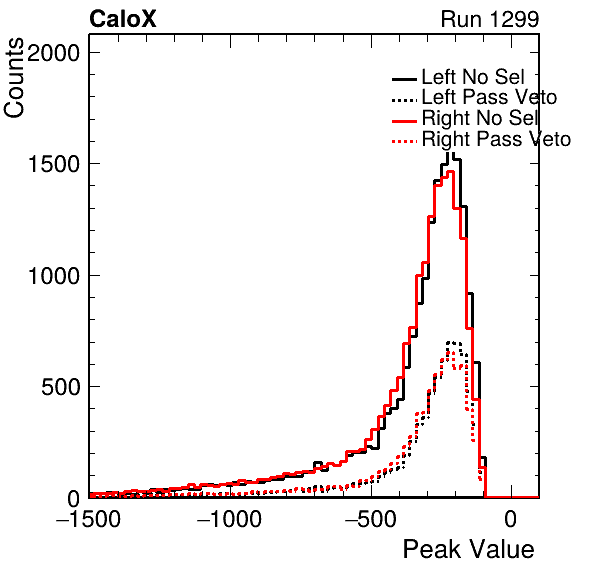 CaloX Run 1299
Counts
2000
1500
1000
500
0
Left No Sel
Left Pass Veto
Right No Sel
Right Pass Veto
−1500 −1000 −500 0
Peak Value